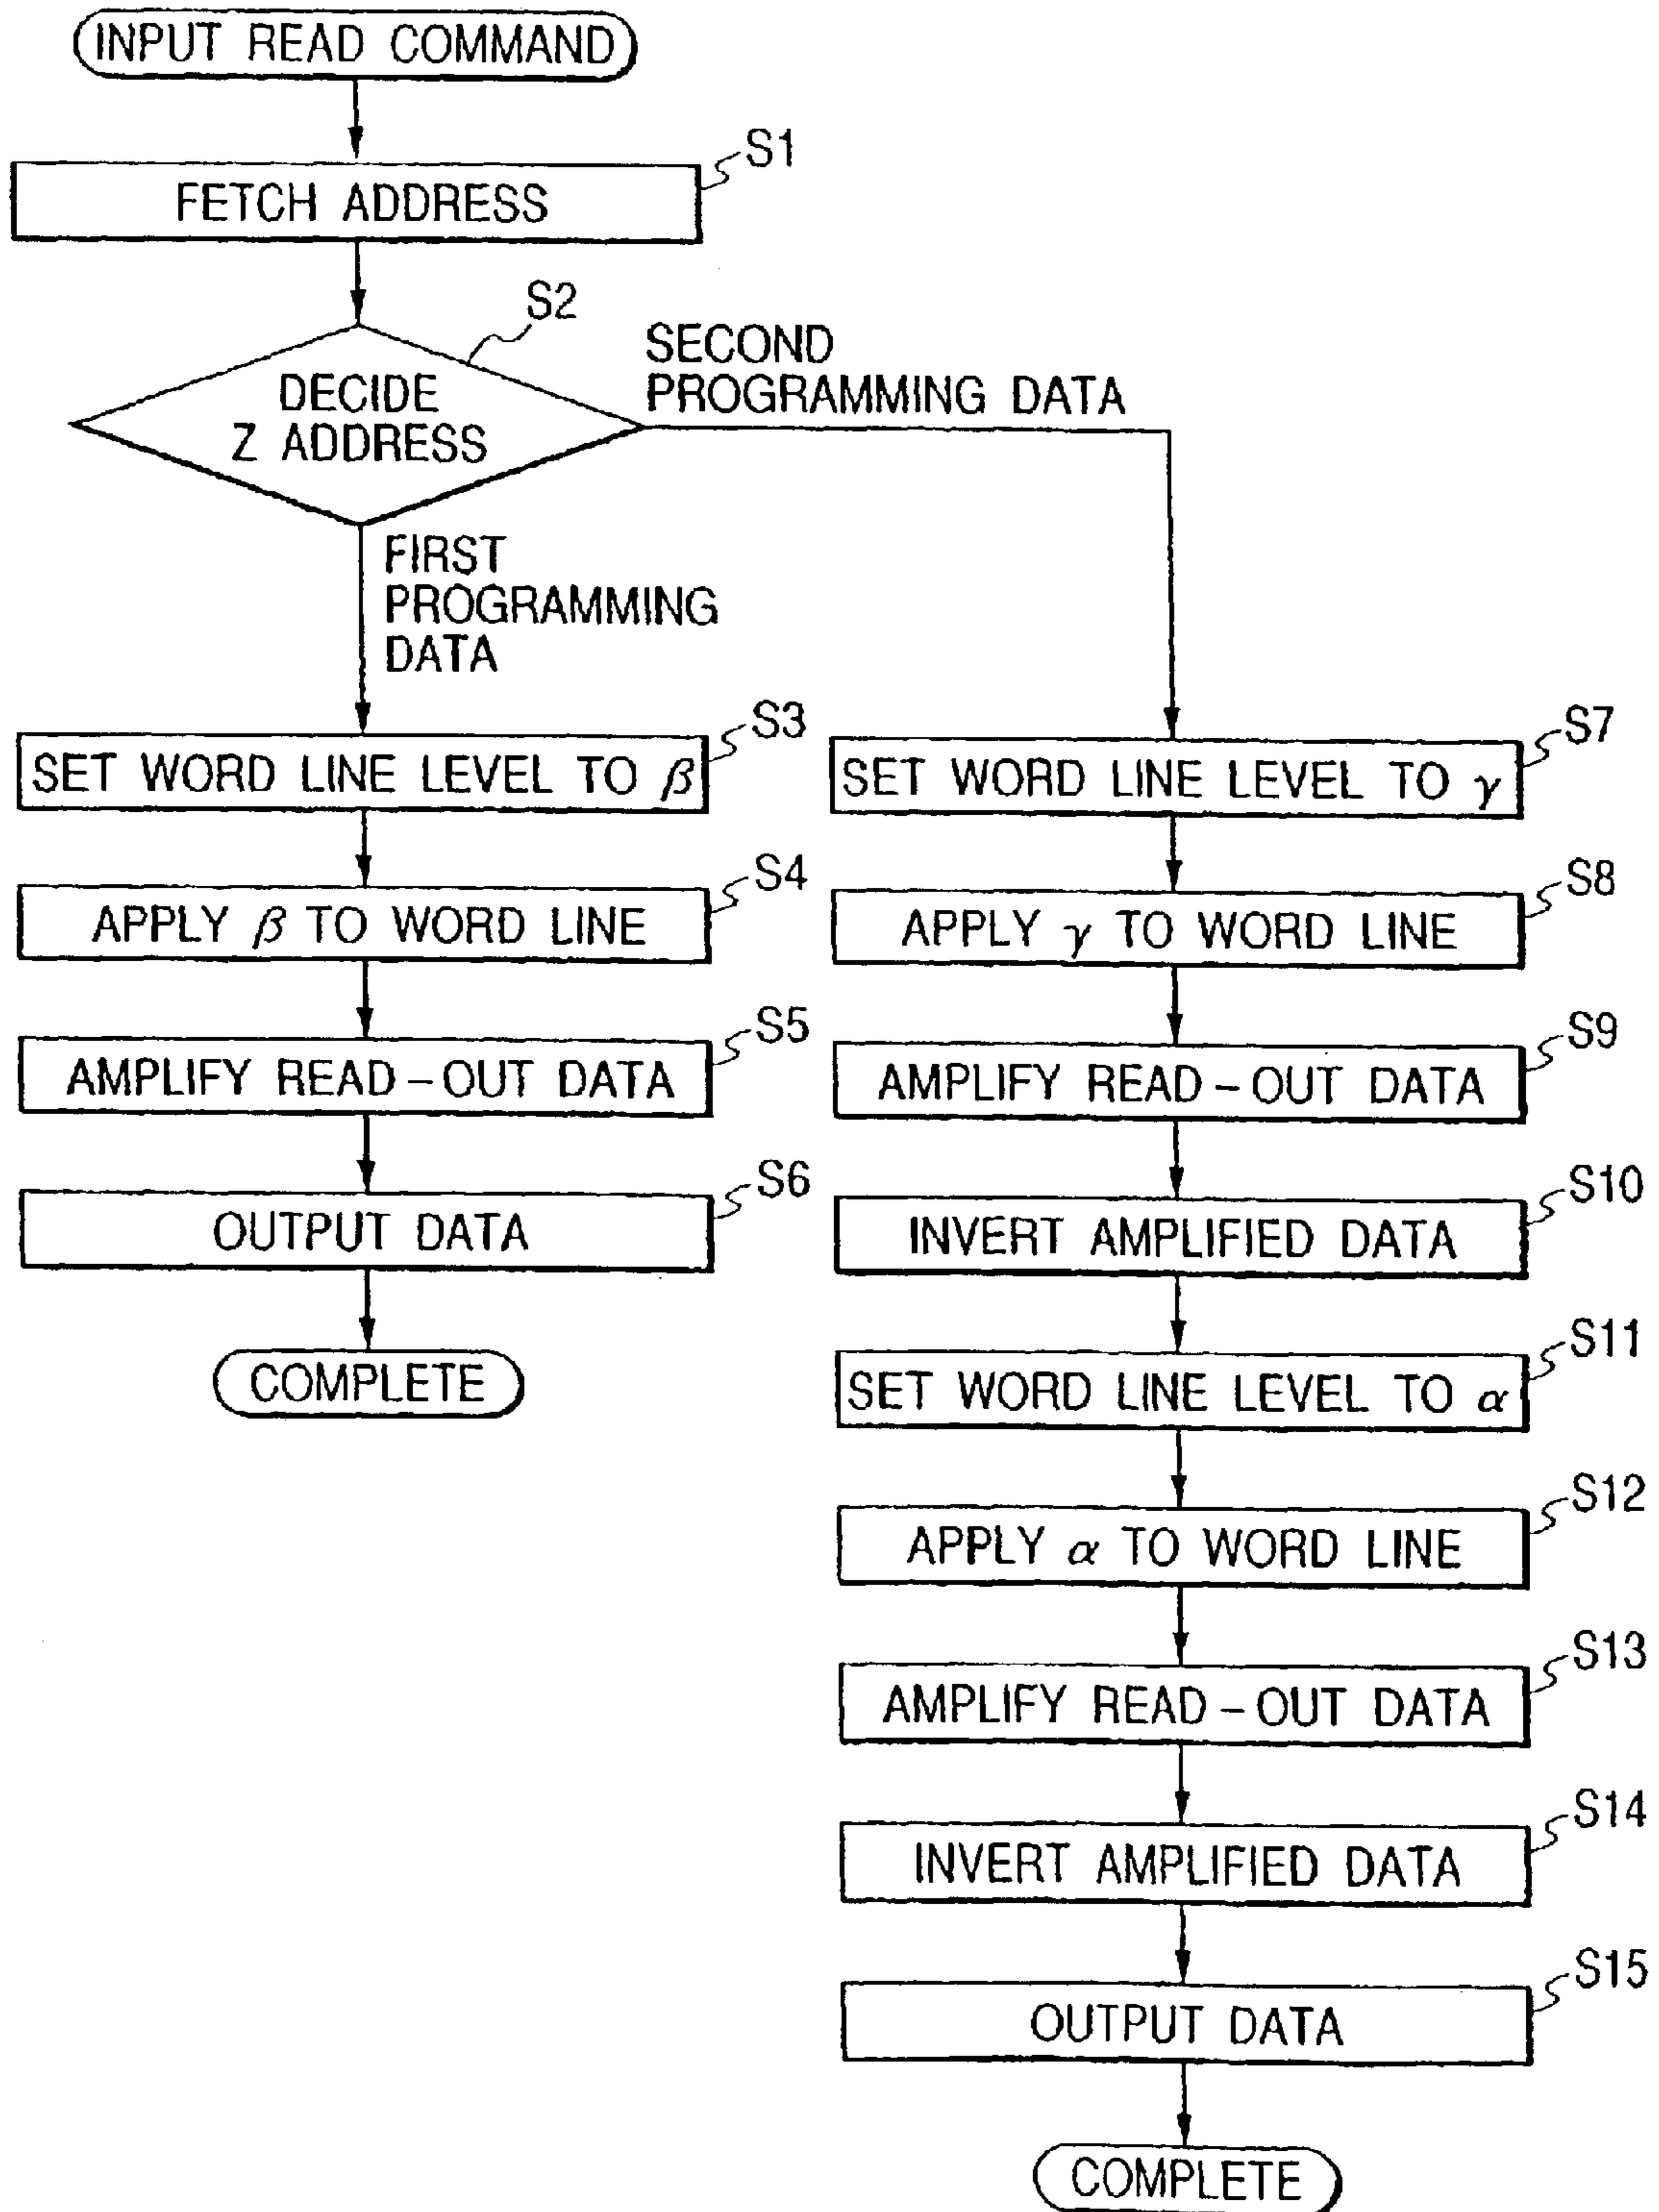 INPUT READ COMMAND
S1
FETCH ADDRESS
S2
DECIDE
Z ADDRESS
SECOND
PROGRAMMING DATA
FIRST
PROGRAMMING
DATA
S3
SET WORD LINE LEVEL TO β
S4
APPLY β TO WORD LINE
S5
AMPLIFY READ-OUT DATA
S6
OUTPUT DATA
COMPLETE
S7
SET WORD LINE LEVEL TO γ
S8
APPLY γ TO WORD LINE
S9
AMPLIFY READ-OUT DATA
S10
INVERT AMPLIFIED DATA
S11
SET WORD LINE LEVEL TO α
S12
APPLY α TO WORD LINE
S13
AMPLIFY READ-OUT DATA
S14
INVERT AMPLIFIED DATA
S15
OUTPUT DATA
COMPLETE